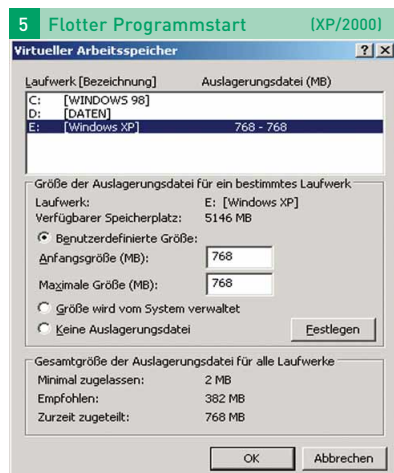 5 Flotter Programmstart (XP/2000)
Virtueller Arbeitsspeicher
Laufwerk [Bezeichnung] Auslagerungsdatei (MB)
C: [WINDOWS 98]
D: [DATEN]
E: [Windows XP] 768 - 768
Größe der Auslagerungsdatei für ein bestimmtes Laufwerk
Laufwerk: E: [Windows XP]
Verfügbarer Speicherplatz: 5146 MB
Benutzerdefinierte Größe:
Anfangsgröße (MB): 768
Maximale Größe (MB): 768
Größe wird vom System verwaltet
Keine Auslagerungsdatei Festlegen
Gesamtgröße der Auslagerungsdatei für alle Laufwerke
Minimal zugelassen: 2 MB
Empfohlen: 382 MB
Zurzeit zugeteilt: 768 MB
OK Abbrechen